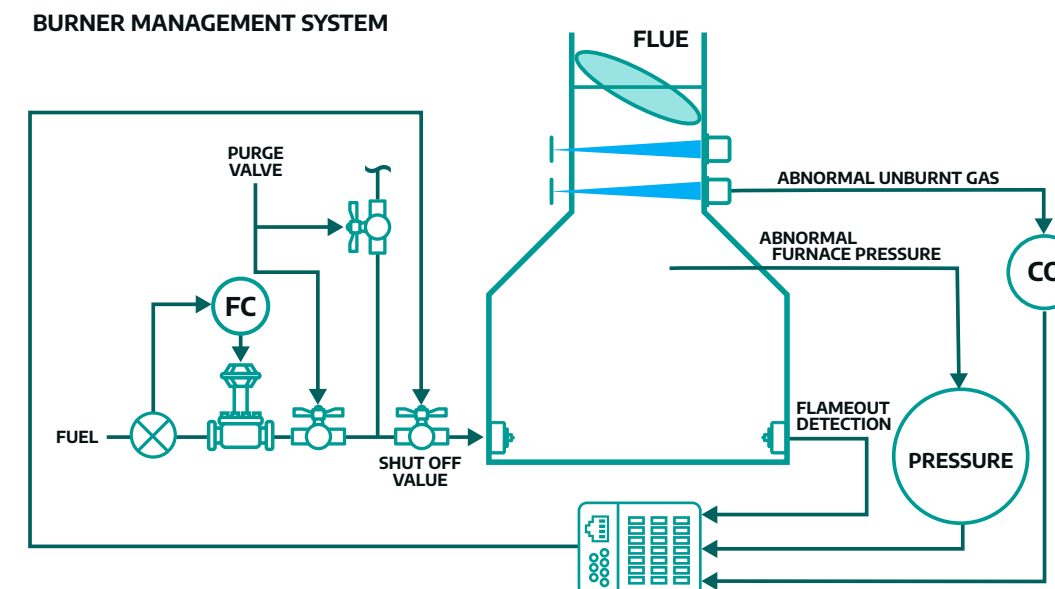 BURNER MANAGEMENT SYSTEM
FLUE
PURGE
VALVE
ABNORMAL UNBURNT GAS
ABNORMAL
FURNACE PRESSURE
FC
FUEL
SHUT OFF
VALUE
FLAMEOUT
DETECTION
PRESSURE